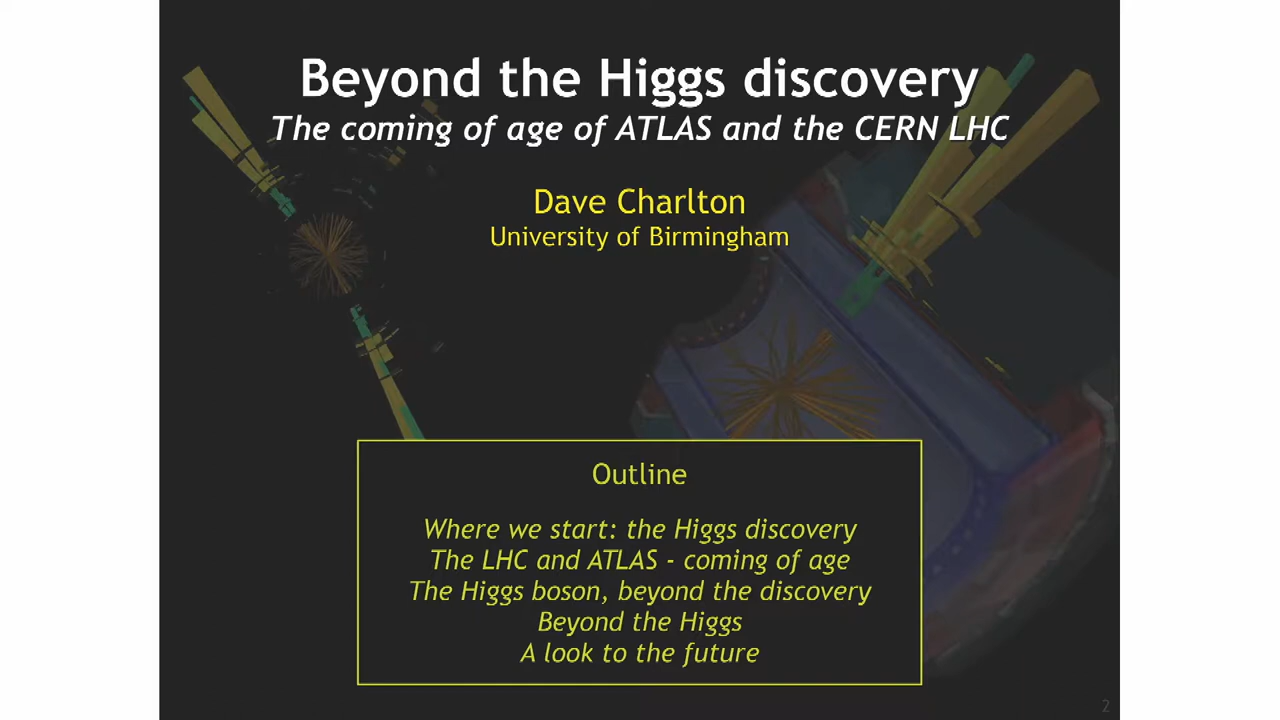 Beyond the Higgs discovery
The coming of age of ATLAS and the CERN LHC
Dave Charlton
University of Birmingham
Outline
Where we start: the Higgs discovery
The LHC and ATLAS - coming of age
The Higgs boson, beyond the discovery
Beyond the Higgs
A look to the future
2